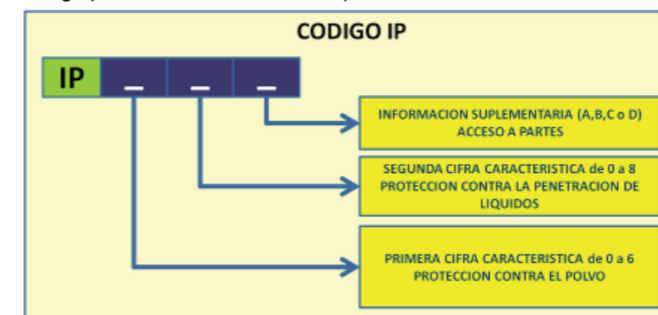 CODIGO IP
IP _ _ _
INFORMACION SUPLEMENTARIA (A,B,C o D)
ACCESO A PARTES
SEGUNDA CIFRA CARACTERISTICA de 0 a 8
PROTECCION CONTRA LA PENETRACION DE
LIQUIDOS
PRIMERA CIFRA CARACTERISTICA de 0 a 6
PROTECCION CONTRA EL POLVO